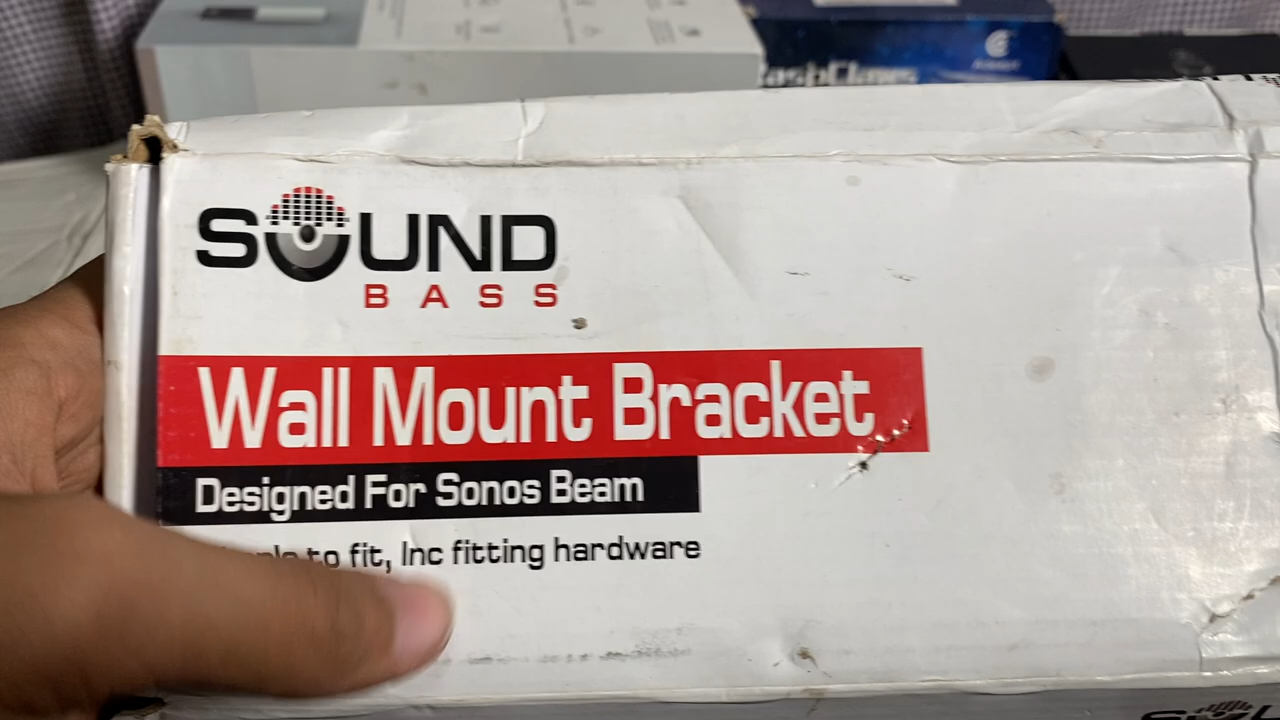 SOUND
BASS
Wall Mount Bracket
Designed For Sonos Beam
to fit, Inc fitting hardware